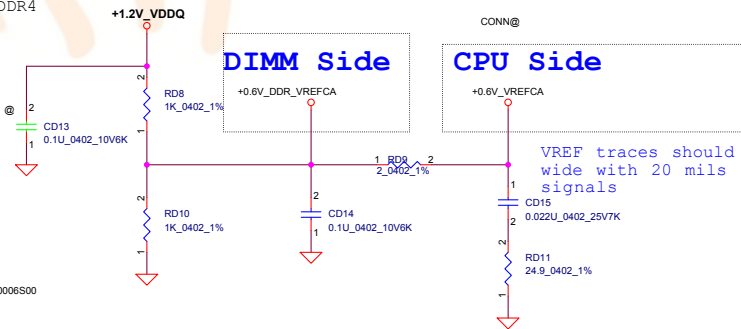 DDR4
+1.2V_VDDQ
CONN@
DIMM Side
CPU Side
+0.6V_DDR_VREFCA
+0.6V_VREFCA
@
2
CD13
1
0.1U_0402_10V6K
2
RD8
1K_0402_1%
1
1 RD9 2
2_0402_1%
VREF traces should
wide with 20 mils
signals
2
RD10
1K_0402_1%
1
2
CD14
1
0.1U_0402_10V6K
1
CD15
0.022U_0402_25V7K
2
2
RD11
24.9_0402_1%
1
0006S00